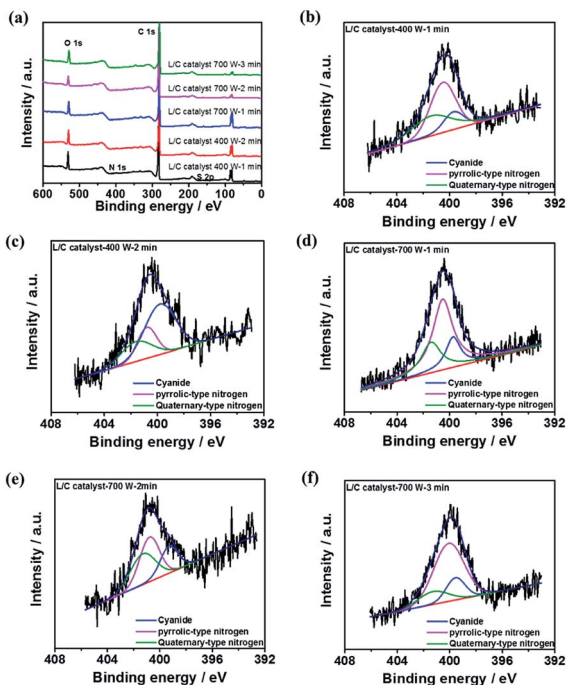 (a)
C 1s
O 1s
L/C catalyst 700 W-3 min
L/C catalyst 700 W-2 min
L/C catalyst 700 W-1 min
L/C catalyst 400 W-2 min
N 1s
L/C catalyst 400 W-1 min
S 2p
Intensity / a.u.
600 500 400 300 200 100 0
Binding energy / eV
(b)
L/C catalyst-400 W-1 min
Intensity / a.u.
Cyanide
pyrrolic-type nitrogen
Quaternary-type nitrogen
408 404 400 396 392
Binding energy / eV
(c)
L/C catalyst-400 W-2 min
Intensity / a.u.
Cyanide
pyrrolic-type nitrogen
Quaternary-type nitrogen
408 404 400 396 392
Binding energy / eV
(d)
L/C catalyst-700 W-1 min
Intensity / a.u.
Cyanide
pyrrolic-type nitrogen
Quaternary-type nitrogen
408 404 400 396 392
Binding energy / eV
(e)
L/C catalyst-700 W-2min
Intensity / a.u.
Cyanide
pyrrolic-type nitrogen
Quaternary-type nitrogen
408 404 400 396 392
Binding energy / eV
(f)
L/C catalyst-700 W-3 min
Intensity / a.u.
Cyanide
pyrrolic-type nitrogen
Quaternary-type nitrogen
408 404 400 396 392
Binding energy / eV